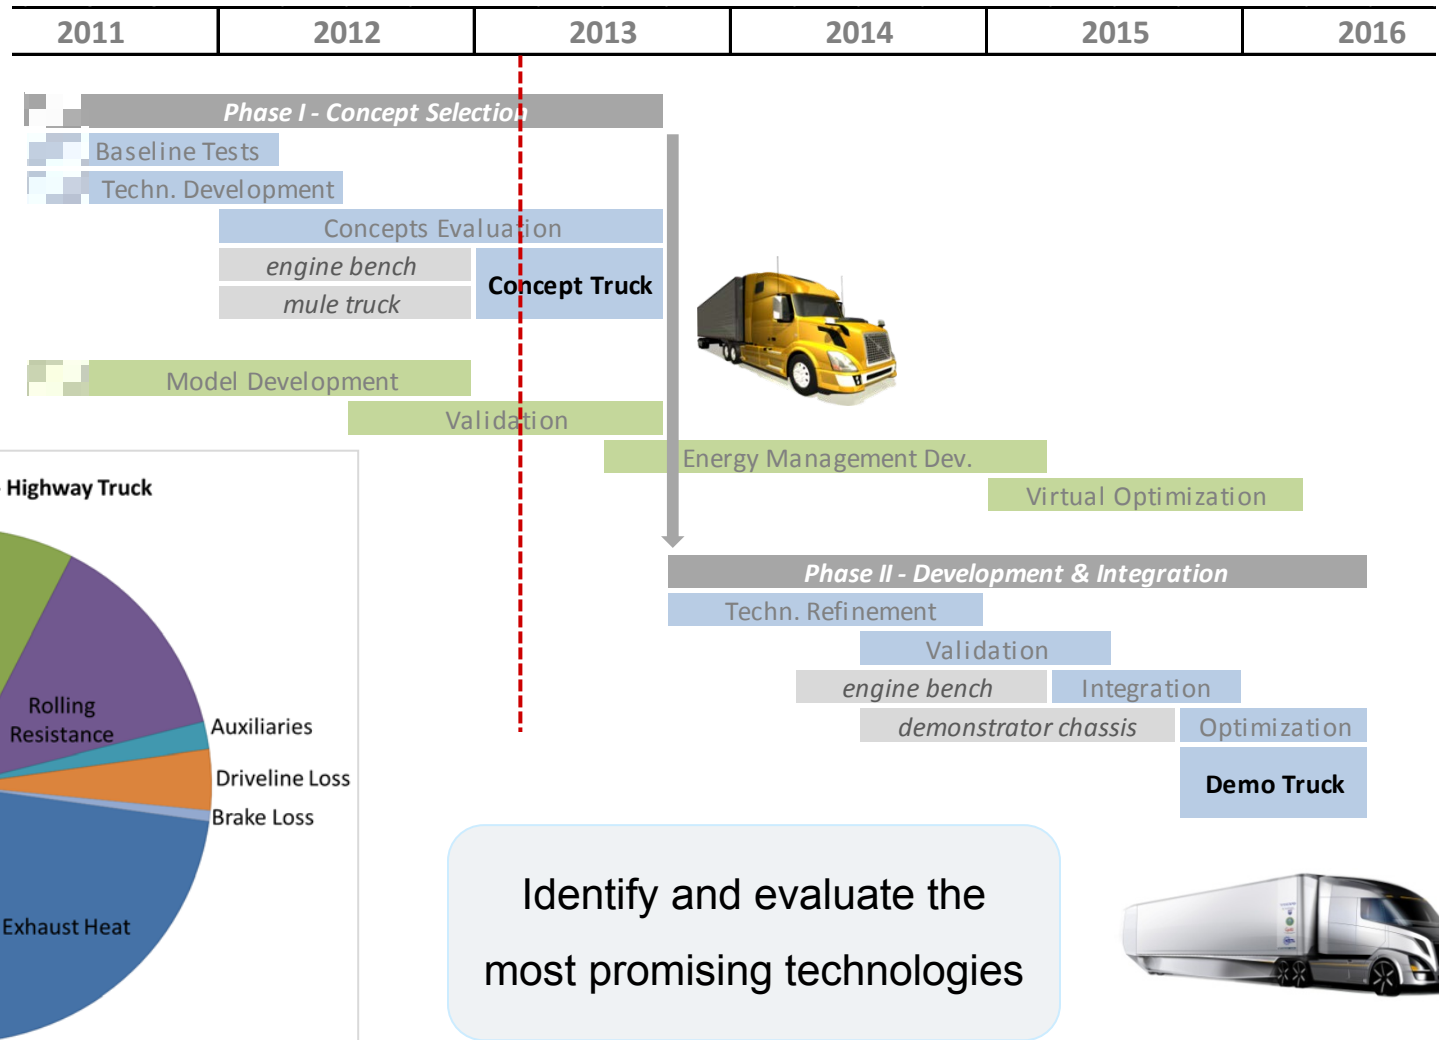 2011 2012 2013 2014 2015 2016
Phase I - Concept Selection
Baseline Tests
Techn. Development
Concepts Evaluation
engine bench
Concept Truck
mule truck
Model Development
Validation
Energy Management Dev.
Virtual Optimization
Highway Truck
Phase II - Development & Integration
Techn. Refinement
Validation
engine bench Integration
demonstrator chassis Optimization
Demo Truck
Rolling
Resistance
Auxiliaries
Driveline Loss
Brake Loss
Exhaust Heat
Identify and evaluate the
most promising technologies